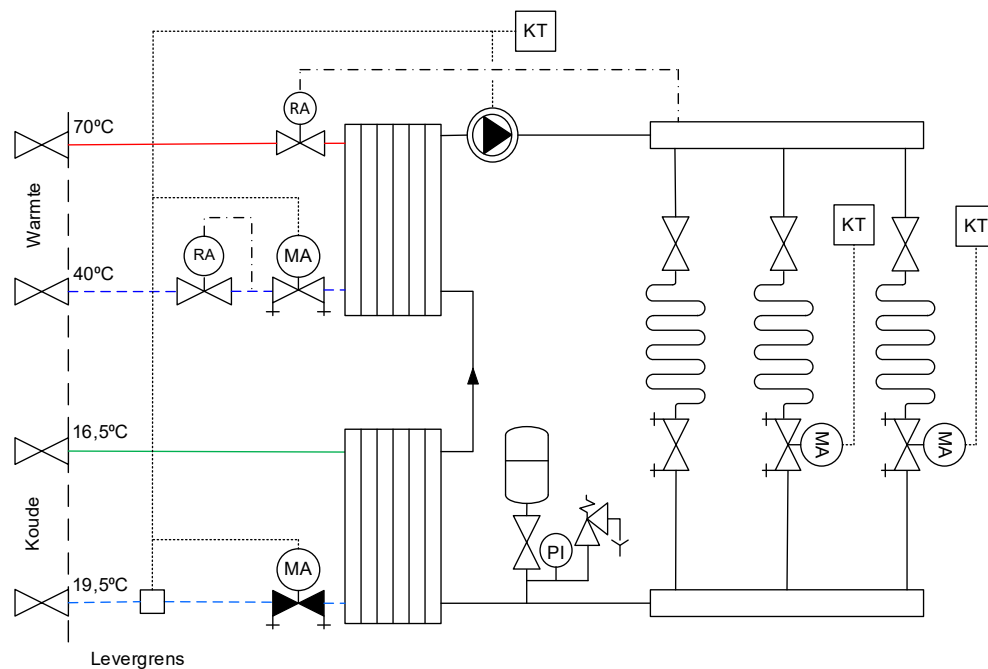 KT
RA
70ºC
Warmte
RA
MA
KT
KT
40ºC
MA
MA
16,5ºC
Koude
PI
MA
19,5ºC
Levergrens